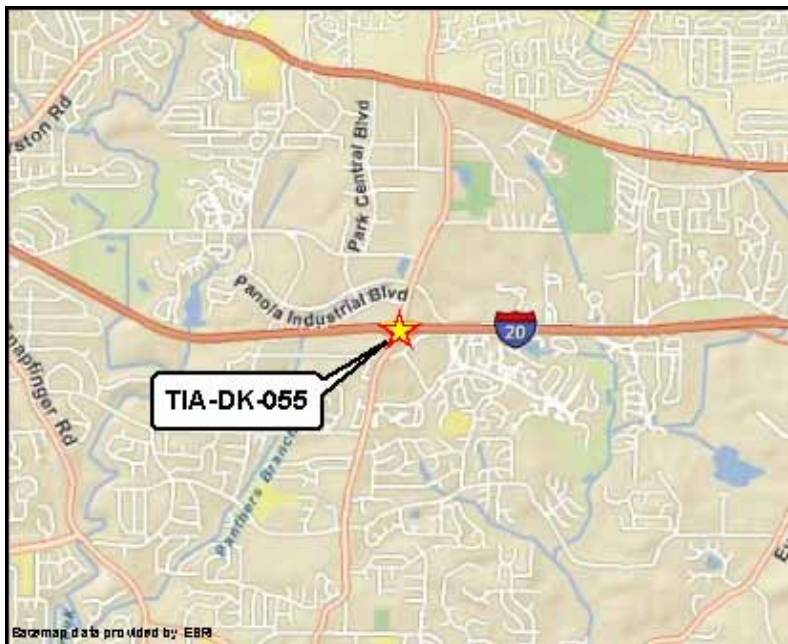 Park Central Blvd
Panola Industrial Blvd
20
TIA-DK-055
Snapfinger Rd
Panthers Branch
Basemap data provided by ESRI